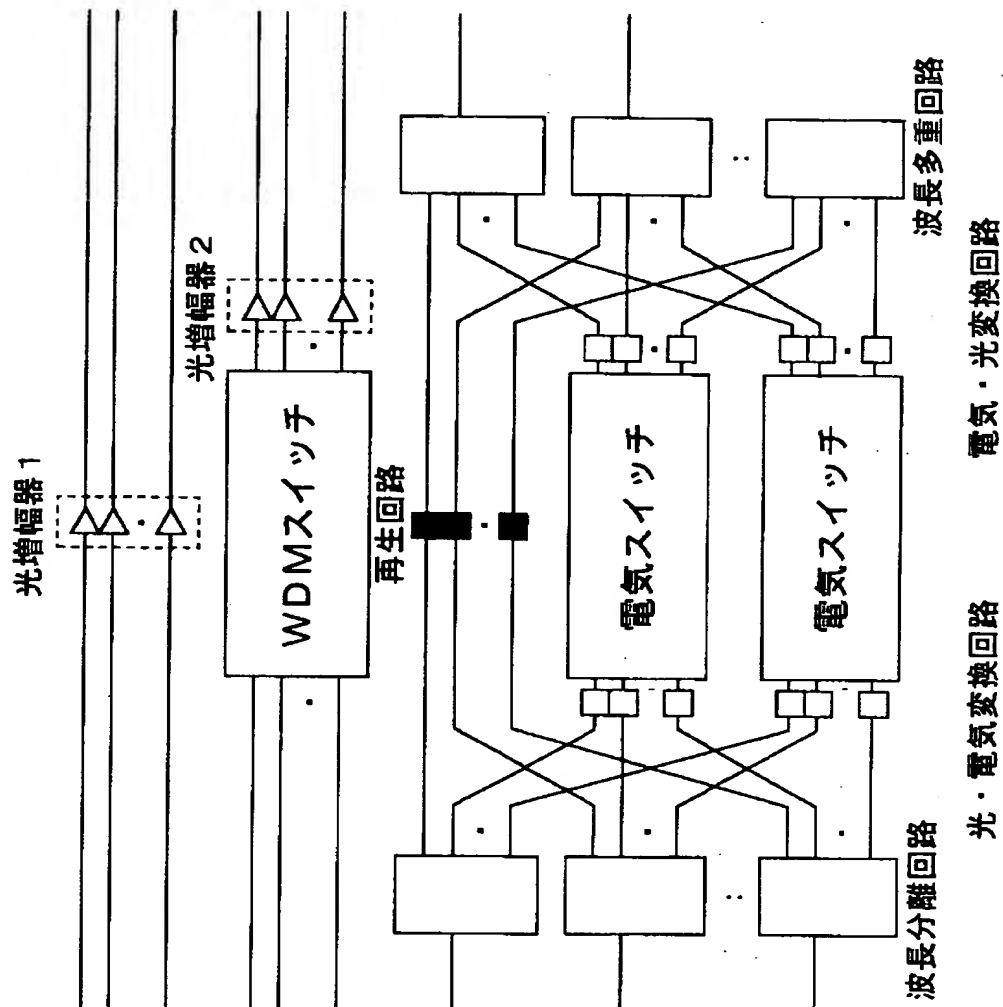 光増幅器1
光増幅器2
WDMスイッチ
再生回路
電気スイッチ
電気スイッチ
波長分離回路
光・電気変換回路
電気・光変換回路
波長多重回路